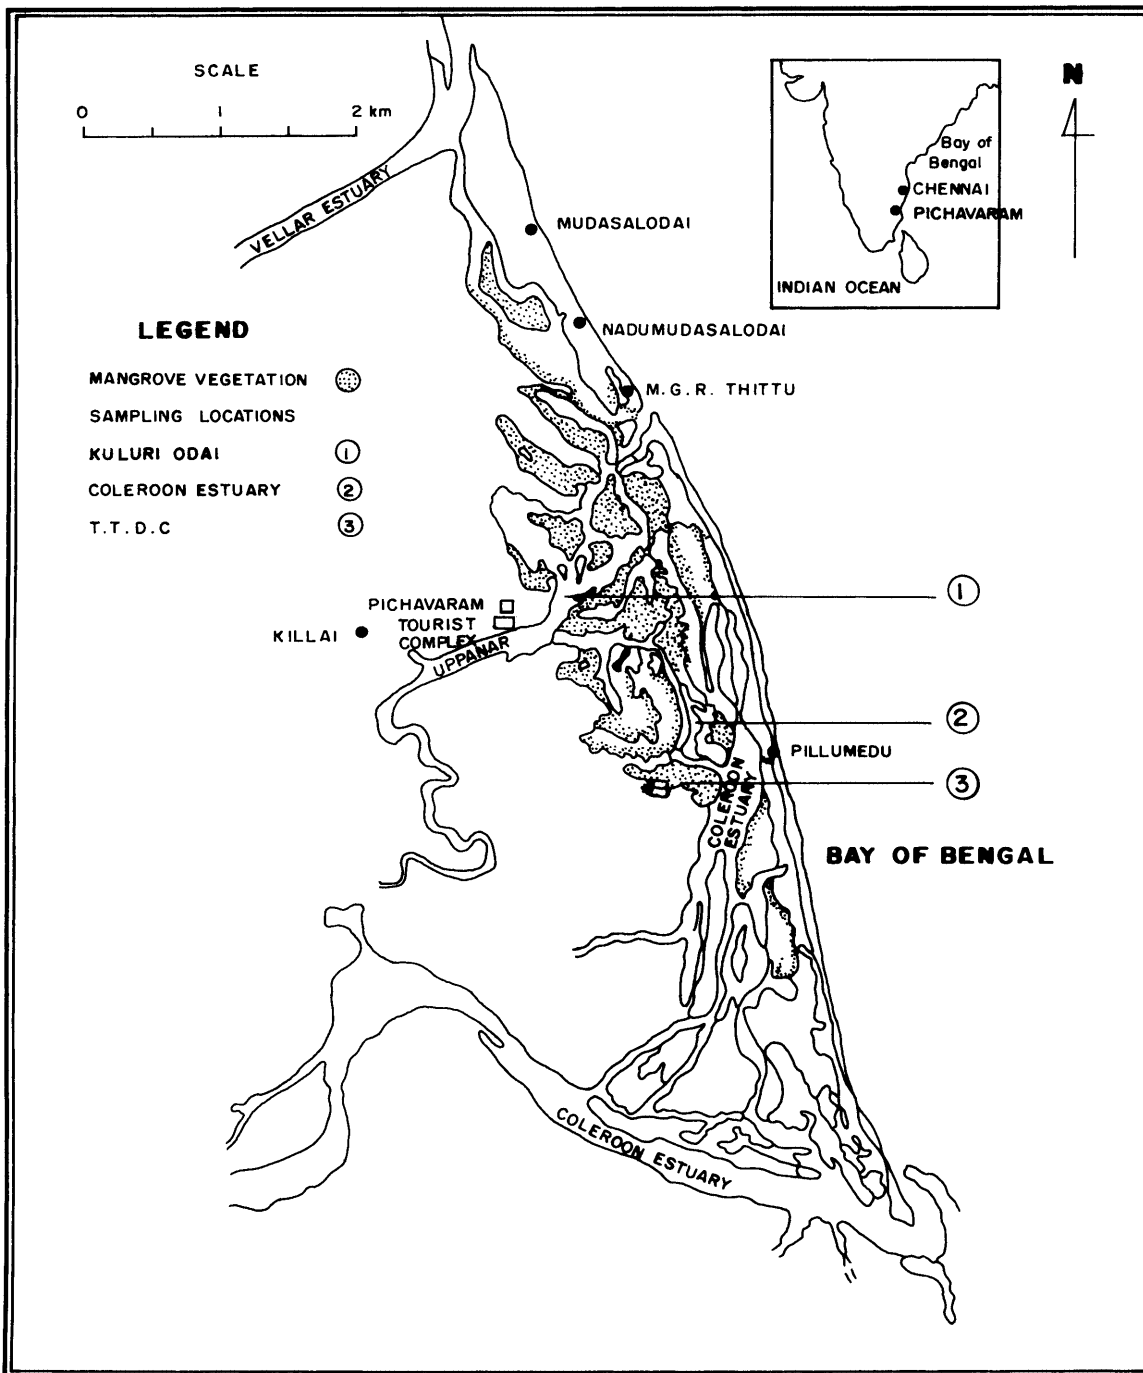 SCALE
0 1 2 km
N
Bay of
Bengal
CHENNAI
PICHAVARAM
INDIAN OCEAN
VELLAR ESTUARY
MUDASALODAI
NADUMUDASALODAI
M.G.R. THITTU
LEGEND
MANGROVE VEGETATION
SAMPLING LOCATIONS
KULURI ODAI 1
COLEROON ESTUARY 2
T.T.D.C 3
PICHAVARAM
TOURIST
COMPLEX
KILLAI
UPPANAR
1
2
PILLUMEDU
3
COLEROON
ESTUARY
BAY OF BENGAL
COLEROON ESTUARY